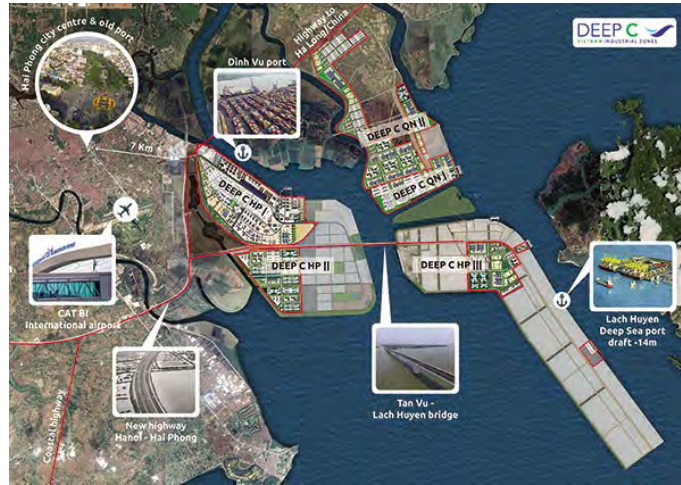 Hai Phong city centre & old port
Highway to
Ha Long/China
DEEP C
VIETNAM INDUSTRIAL ZONES
Dinh Vu port
7 Km
DEEP C QN II
DEEP C QN I
DEEP C HP I
DEEP C HP II
DEEP C HP III
CAT BI
International airport
Lach Huyen
Deep Sea port
draft -14m
New highway
Hanoi - Hai Phong
Tan Vu -
Lach Huyen bridge
Coastal highway